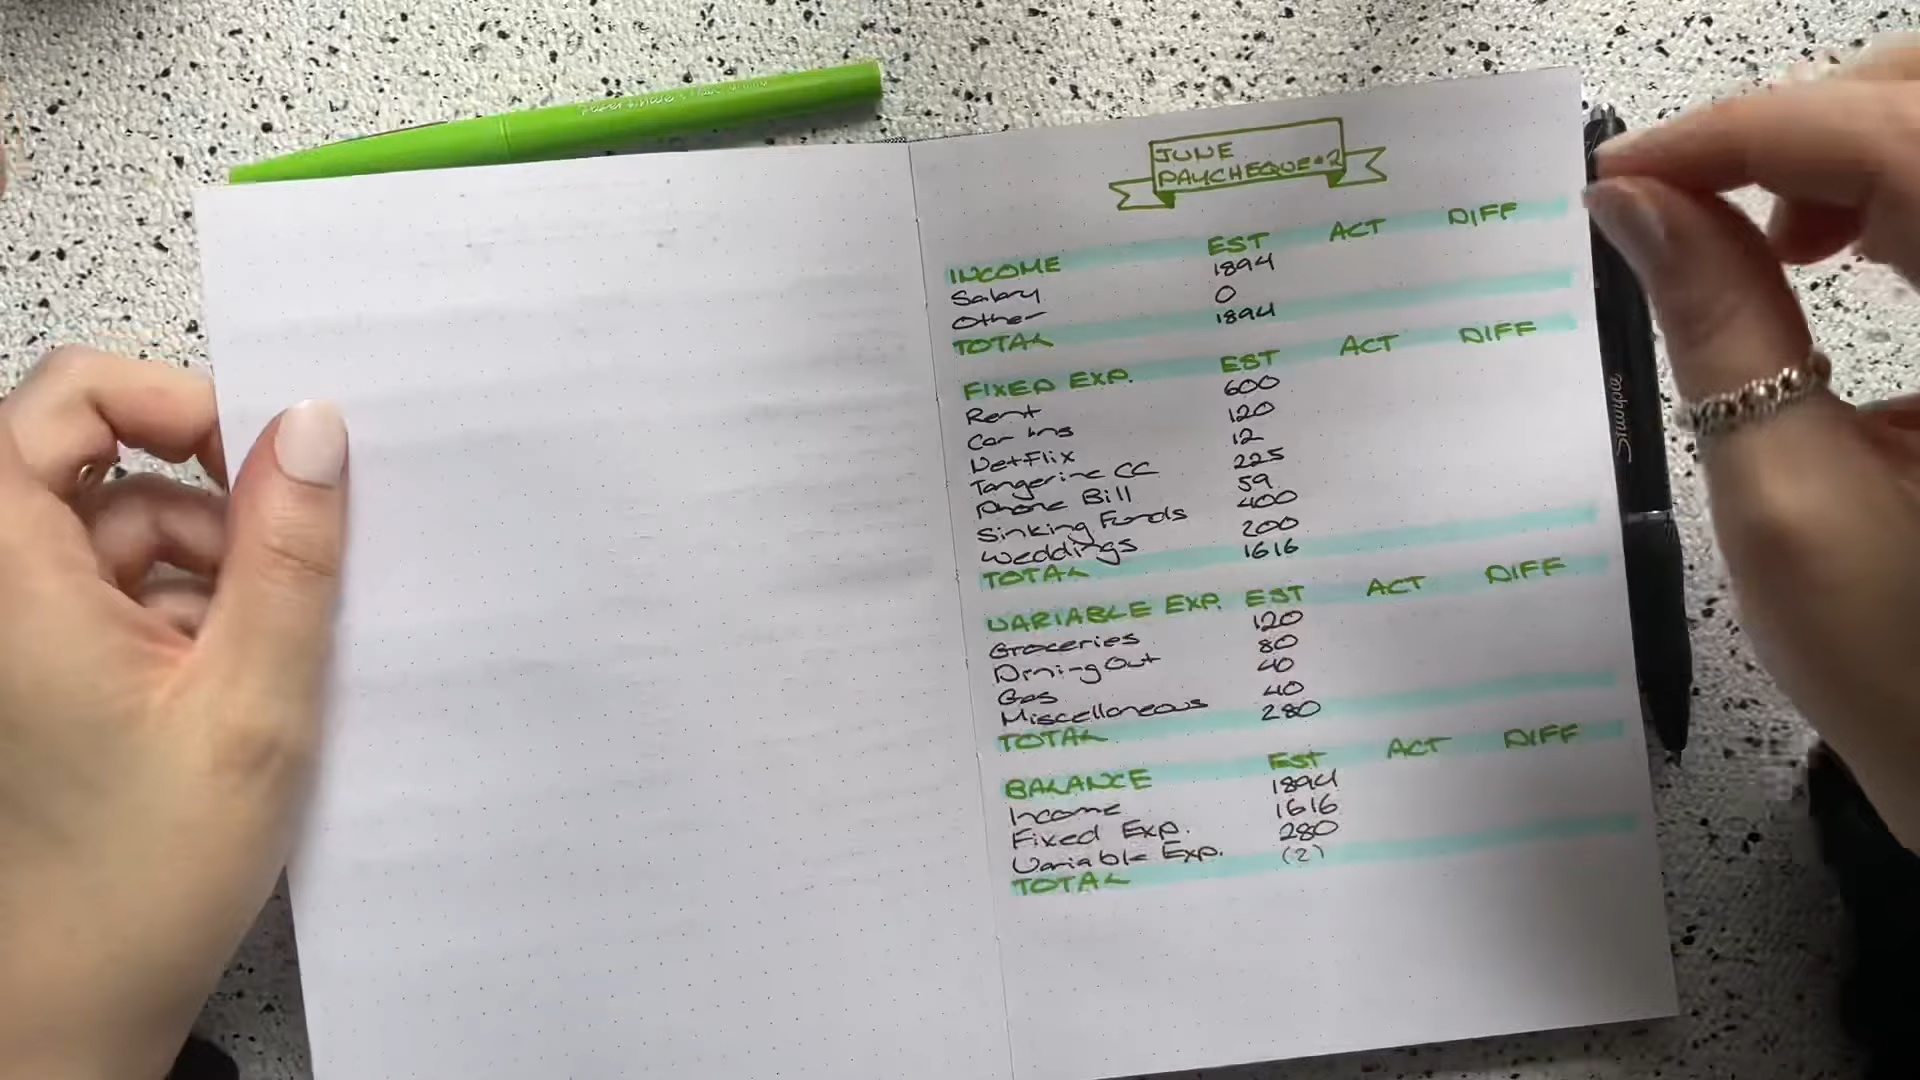 JUNE
PAYCHEQUE #2
INCOME EST ACT DIFF
Salary 1894
Other 0
TOTAL 1894
FIXED EXP. EST ACT DIFF
Rent 600
Car Ins 120
Netflix 12
Tangerine CC 225
Phone Bill 59
Sinking Funds 400
Weddings 200
TOTAL 1616
VARIABLE EXP. EST ACT DIFF
Groceries 120
Dining Out 80
Gas 40
Miscellaneous 40
TOTAL 280
BALANCE EST ACT DIFF
Income 1894
Fixed Exp. 1616
Variable Exp. 280
TOTAL (2)
Sharpie